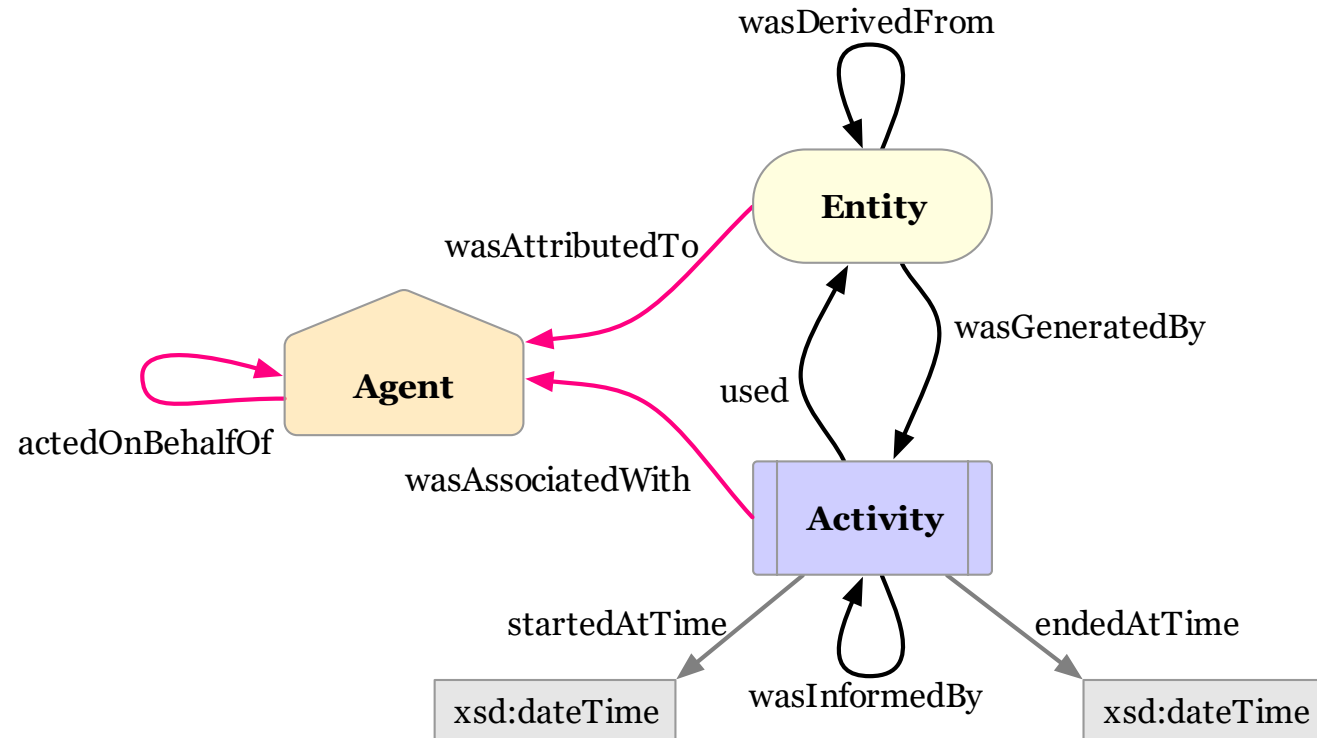 wasDerivedFrom
Entity
wasAttributedTo
wasGeneratedBy
Agent
used
actedOnBehalfOf
wasAssociatedWith
Activity
startedAtTime
endedAtTime
wasInformedBy
xsd:dateTime
xsd:dateTime